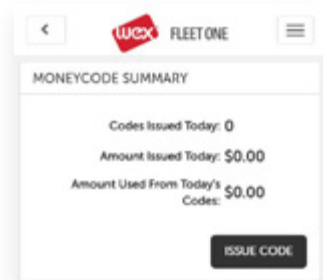 wex FLEET ONE
MONEYCODE SUMMARY
Codes Issued Today: 0
Amount Issued Today: $0.00
Amount Used From Today's
Codes: $0.00
ISSUE CODE